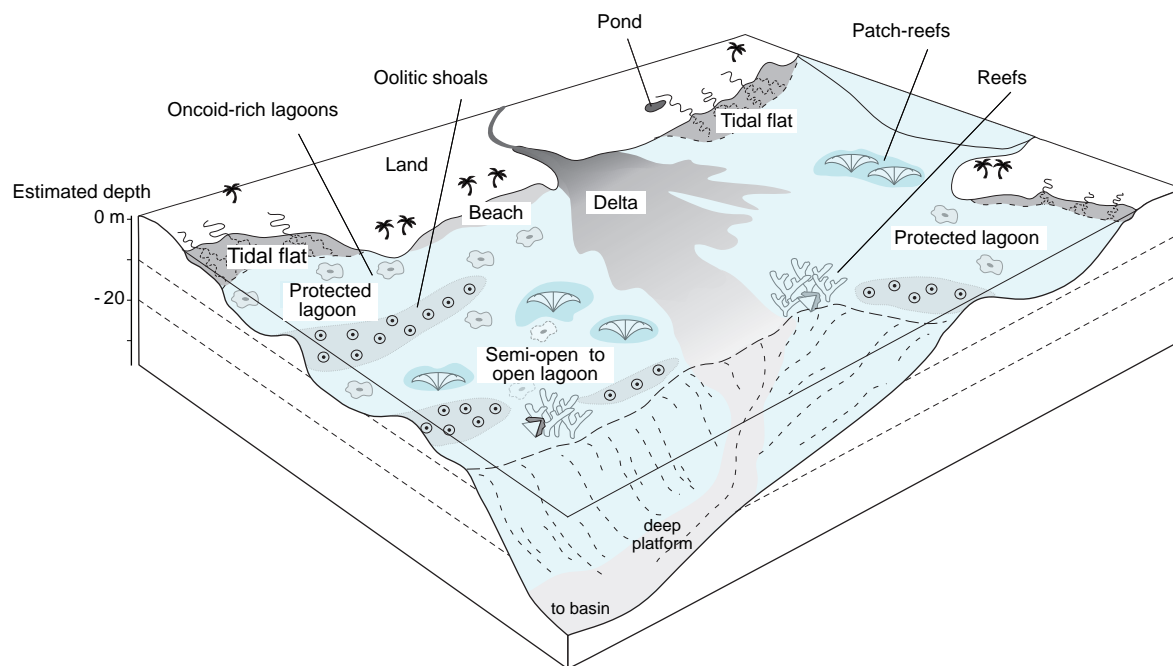 Pond
Patch-reefs
Oolitic shoals
Reefs
Oncoid-rich lagoons
Tidal flat
Land
Estimated depth
0 m
Beach
Delta
Protected lagoon
Tidal flat
Protected
lagoon
- 20
Semi-open to
open lagoon
deep
platform
to basin